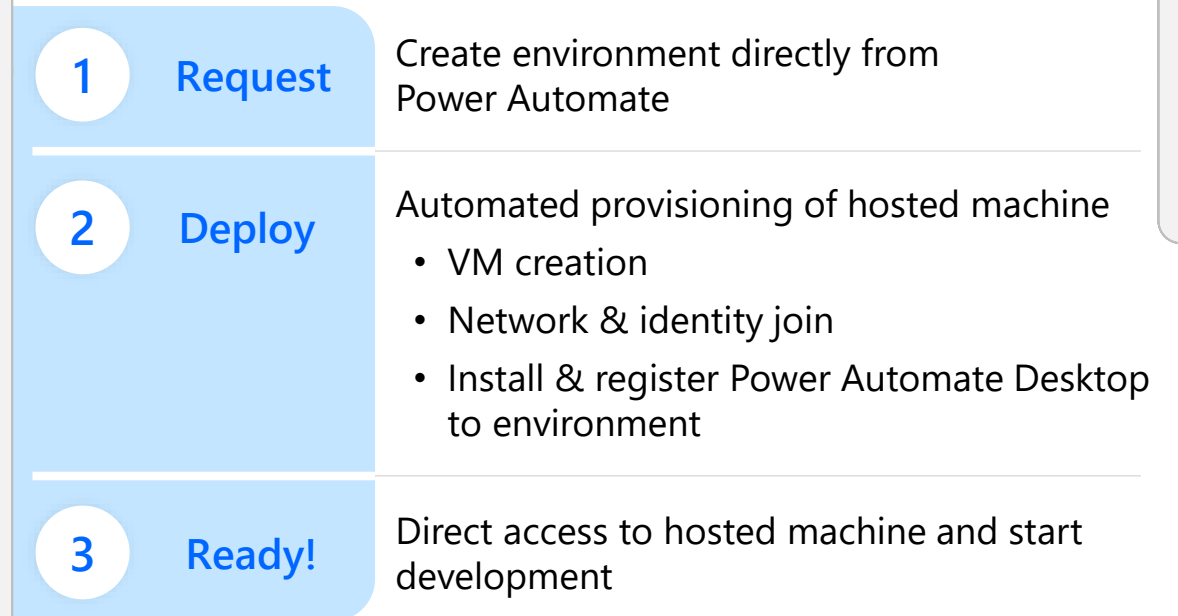 1 Request
Create environment directly from
Power Automate
2 Deploy
Automated provisioning of hosted machine
• VM creation
• Network & identity join
• Install & register Power Automate Desktop
to environment
3 Ready!
Direct access to hosted machine and start
development